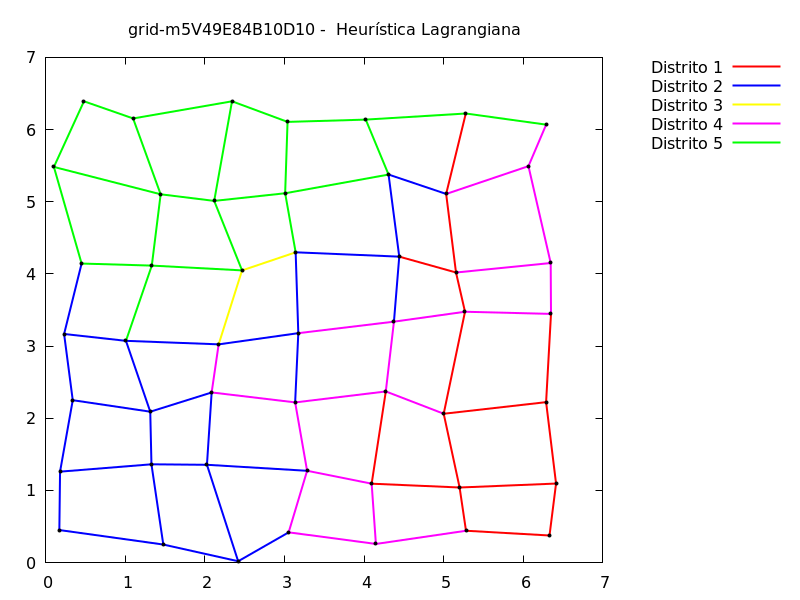 grid-m5V49E84B10D10 -  Heurística Lagrangiana
Distrito 1
Distrito 2
Distrito 3
Distrito 4
Distrito 5
7
6
5
4
3
2
1
0
0 1 2 3 4 5 6 7